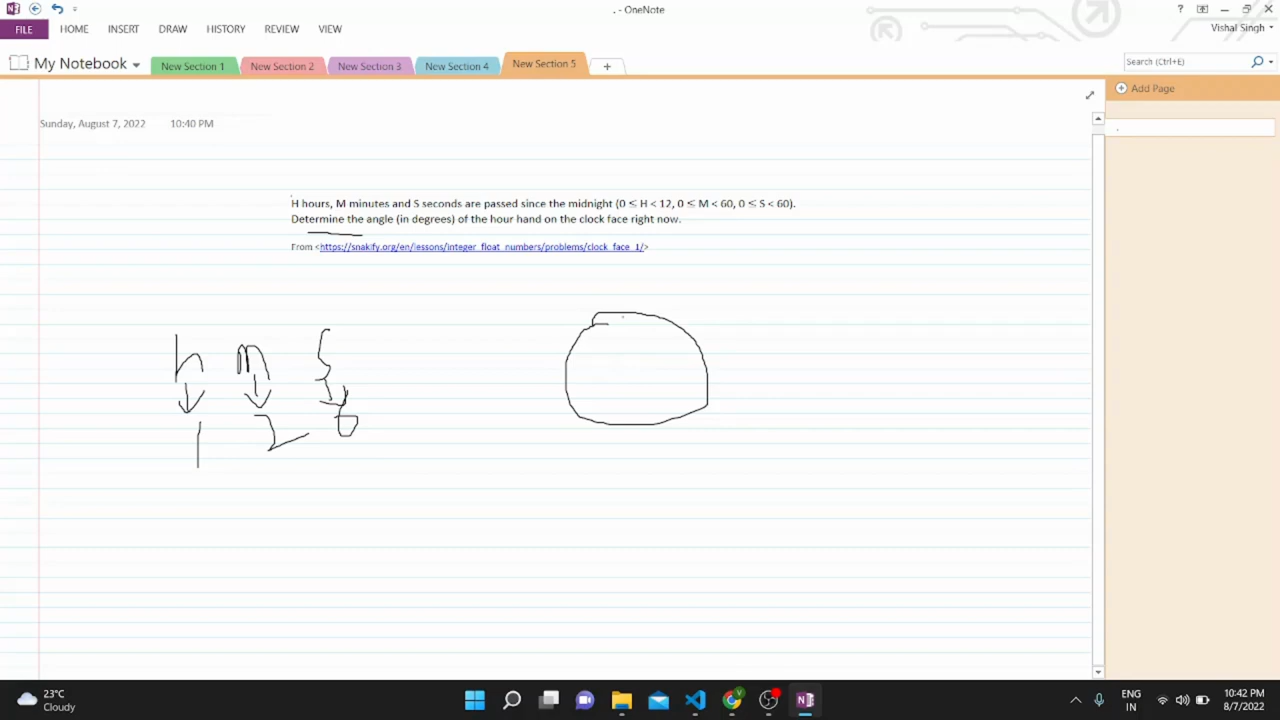 . - OneNote
?
FILE HOME INSERT DRAW HISTORY REVIEW VIEW
Vishal Singh
My Notebook New Section 1 New Section 2 New Section 3 New Section 4 New Section 5 +
Search (Ctrl+E)
Add Page
.
Sunday, August 7, 2022 10:40 PM
H hours, M minutes and S seconds are passed since the midnight (0 ≤ H < 12, 0 ≤ M < 60, 0 ≤ S < 60).
Determine the angle (in degrees) of the hour hand on the clock face right now.
From <https://snakify.org/en/lessons/integer_float_numbers/problems/clock_face_1/>
h m s
1 2 6
23°C
Cloudy
ENG
IN
10:42 PM
8/7/2022